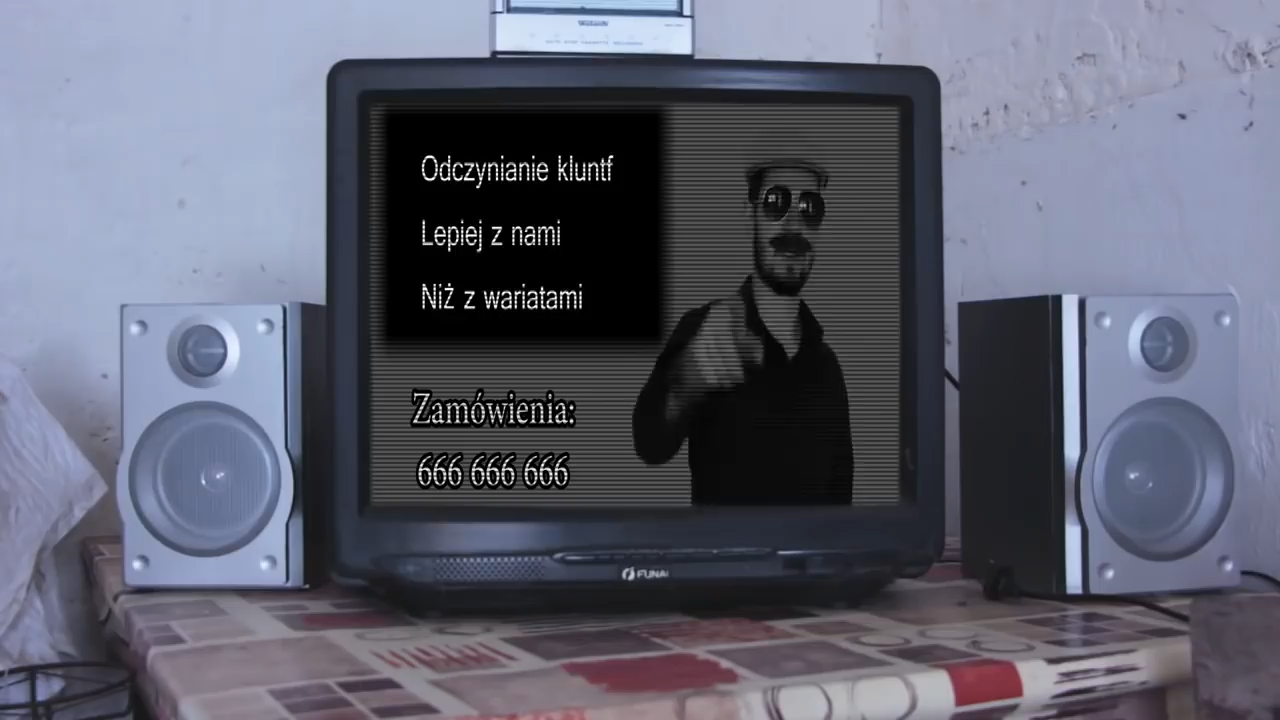 Odczynianie kluntf
Lepiej z nami
Niż z wariatami
Zamówienia:
666 666 666
FUNAI